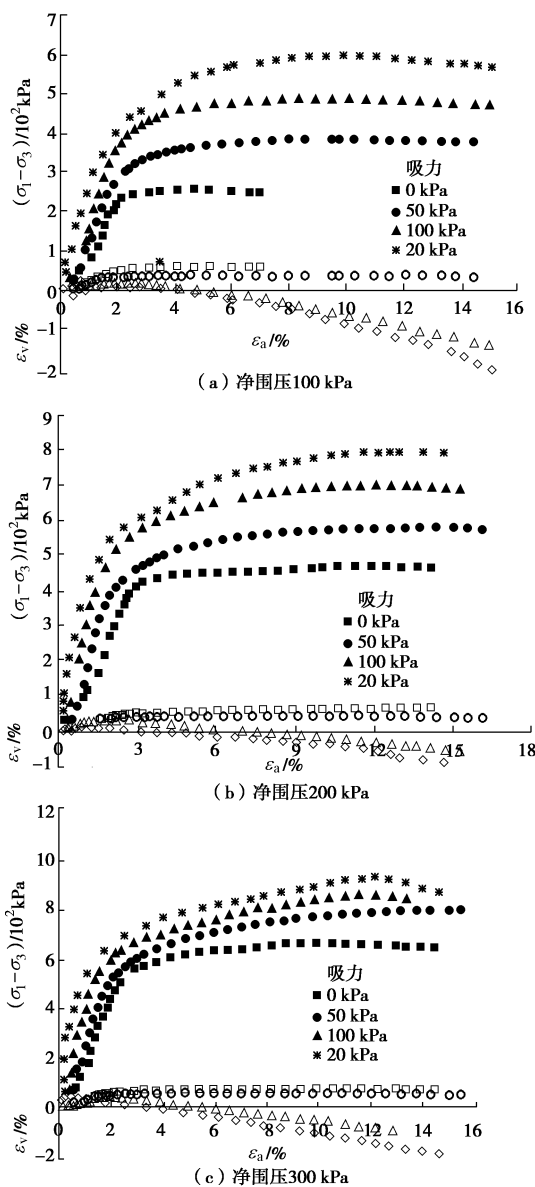 7
6
5
4
3
2
1
0
-1
-2
(σ₁-σ₃)/10²kPa
εᵥ/%
吸力
■ 0 kPa
● 50 kPa
▲ 100 kPa
* 20 kPa
2 4 6 8 10 12 14 16
εₐ/%
(a)净围压100 kPa
9
8
7
6
5
4
3
2
1
0
-1
(σ₁-σ₃)/10²kPa
εᵥ/%
吸力
■ 0 kPa
● 50 kPa
▲ 100 kPa
* 20 kPa
0 3 6 9 12 15 18
εₐ/%
(b)净围压200 kPa
12
10
8
6
4
2
0
-2
(σ₁-σ₃)/10²kPa
εᵥ/%
吸力
■ 0 kPa
● 50 kPa
▲ 100 kPa
* 20 kPa
0 2 4 6 8 10 12 14 16
εₐ/%
(c)净围压300 kPa